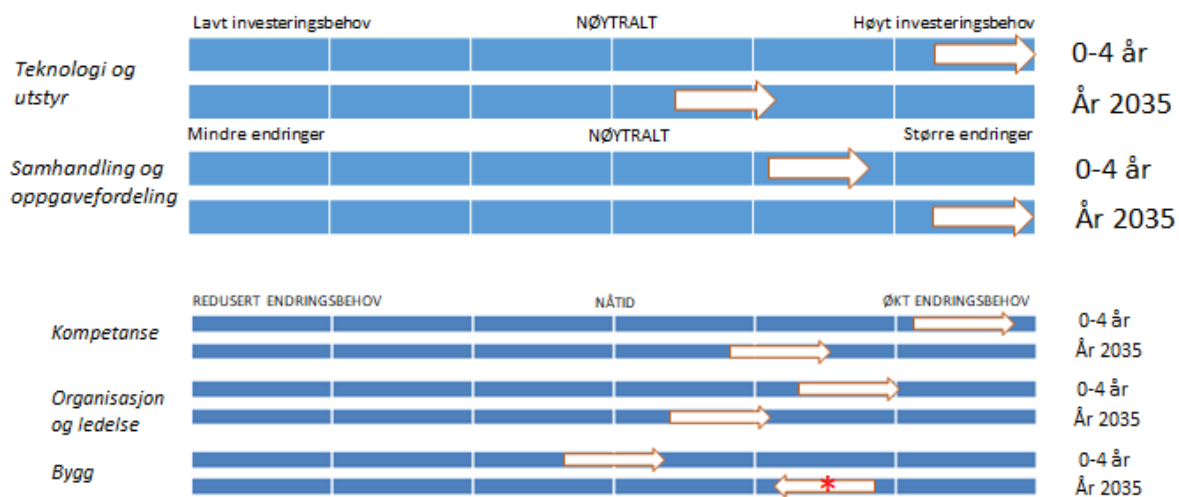 Lavt investeringsbehov NØYTRALT Høyt investeringsbehov
Teknologi og
utstyr
0-4 år
År 2035
Mindre endringer NØYTRALT Større endringer
Samhandling og
oppgavefordeling
0-4 år
År 2035
REDUSERT ENDRINGSBEHOV NÅTID ØKT ENDRINGSBEHOV
Kompetanse
0-4 år
År 2035
Organisasjon
og ledelse
0-4 år
År 2035
Bygg
0-4 år
*
År 2035